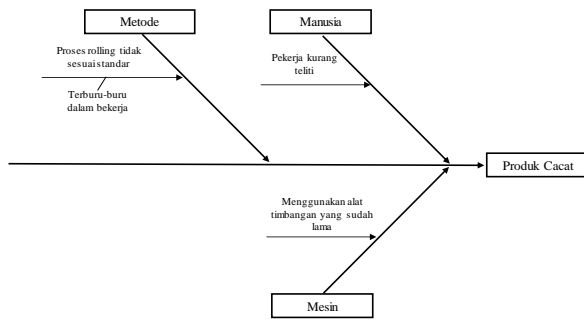 Metode
Manusia
Proses rolling tidak
sesuai standar
Terburu-buru
dalam bekerja
Pekerja kurang
teliti
Produk Cacat
Menggunakan alat
timbangan yang sudah
lama
Mesin